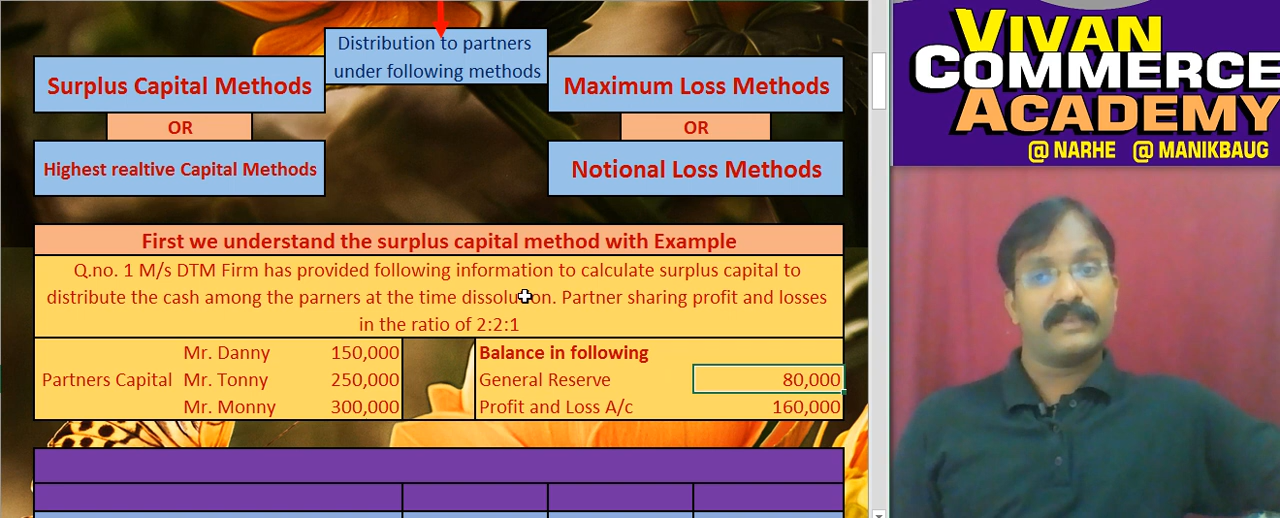 Distribution to partners
under following methods
Surplus Capital Methods
Maximum Loss Methods
OR
OR
Highest realtive Capital Methods
Notional Loss Methods
First we understand the surplus capital method with Example
Q.no. 1 M/s DTM Firm has provided following information to calculate surplus capital to
distribute the cash among the parners at the time dissolution. Partner sharing profit and losses
in the ratio of 2:2:1
Mr. Danny 150,000 Balance in following
Partners Capital Mr. Tonny 250,000 General Reserve 80,000
Mr. Monny 300,000 Profit and Loss A/c 160,000
VIVAN
COMMERCE
ACADEMY
@ NARHE @ MANIKBAUG